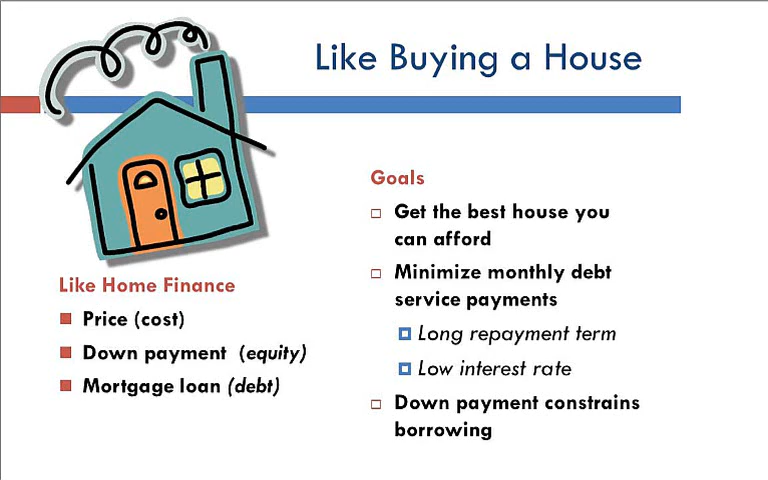 Like Buying a House
Like Home Finance
Price (cost)
Down payment (equity)
Mortgage loan (debt)
Goals
Get the best house you
can afford
Minimize monthly debt
service payments
Long repayment term
Low interest rate
Down payment constrains
borrowing